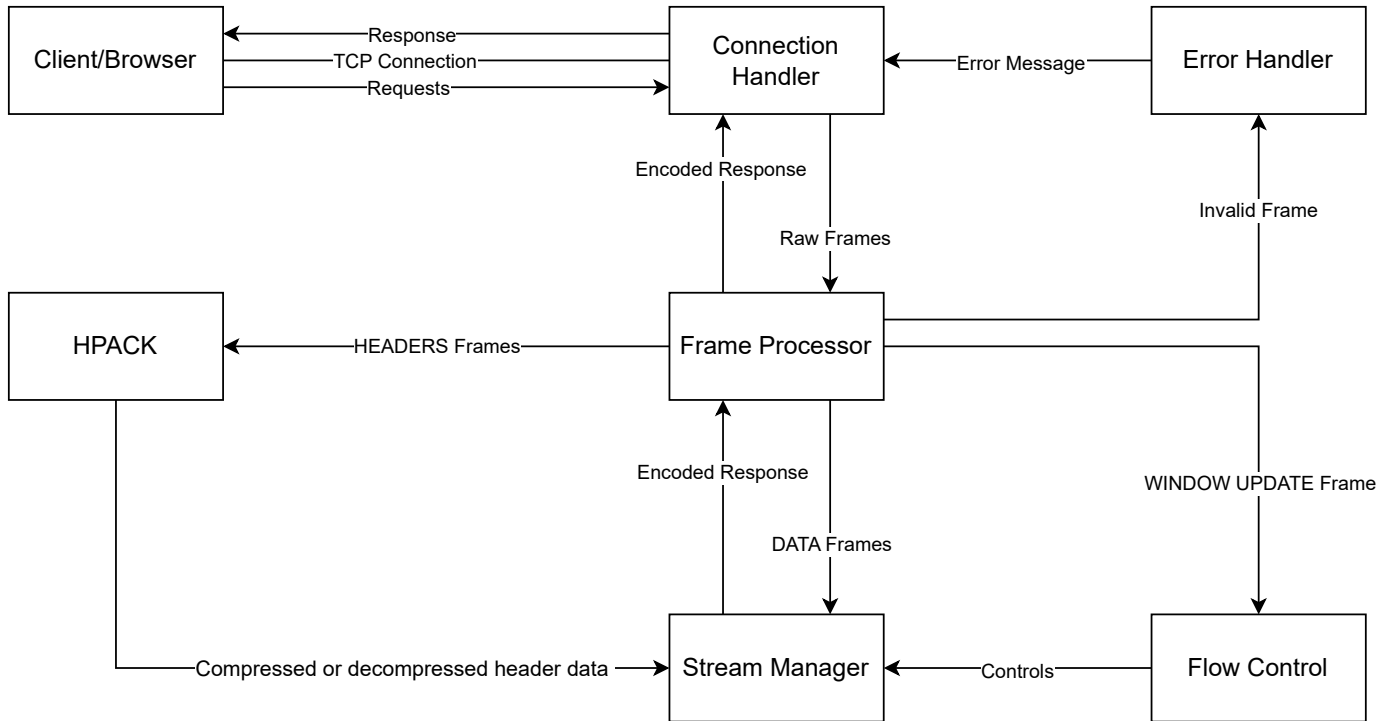 Response
Client/Browser
TCP Connection
Requests
Connection
Handler
Error Message
Error Handler
Encoded Response
Raw Frames
Invalid Frame
HPACK
HEADERS Frames
Frame Processor
Encoded Response
WINDOW UPDATE Frame
DATA Frames
Compressed or decompressed header data
Stream Manager
Controls
Flow Control